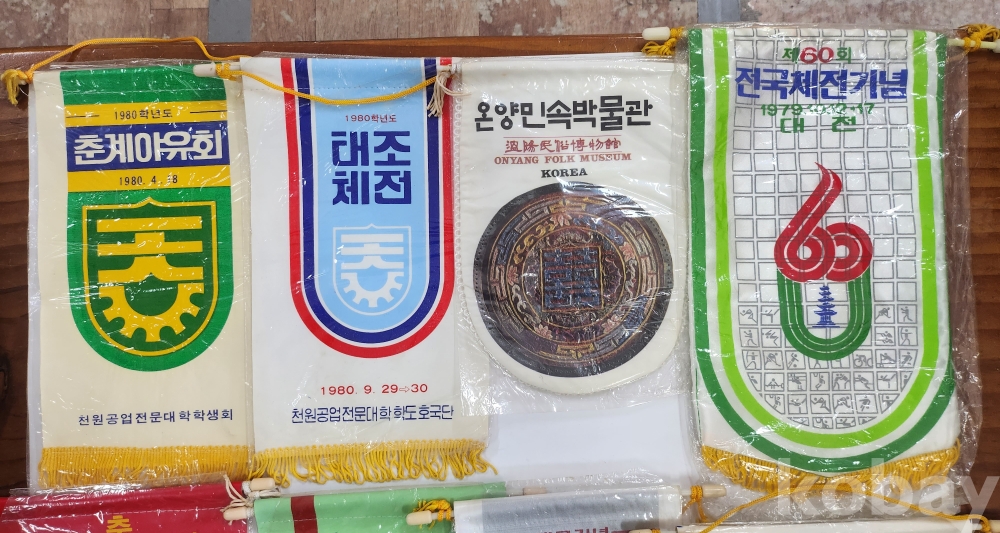 1980학년도
춘계야유회
1980. 4. 18
천원공업전문대학학생회
1980학년도
체전
대조
1980. 9. 29⇨30
천원공업전문대학학도호국단
온양민속박물관
溫陽民俗博物館
ONYANG FOLK MUSEUM
KOREA
제60회
전국체전기념
대전
60
kobay